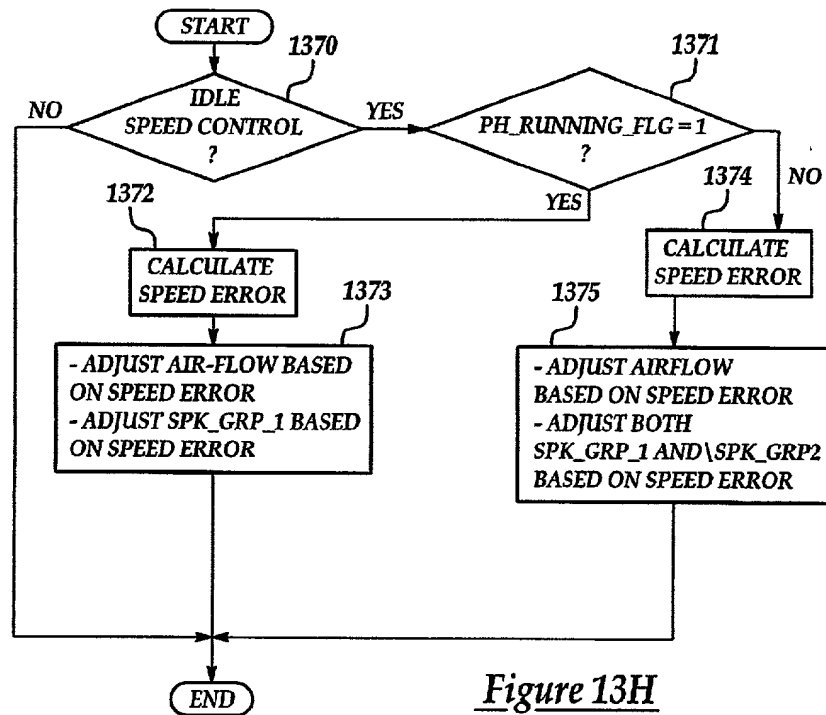 START
1370
IDLE
SPEED CONTROL
?
NO
YES
1371
PH_RUNNING_FLG = 1
?
YES
NO
1372
CALCULATE
SPEED ERROR
1374
CALCULATE
SPEED ERROR
1373
- ADJUST AIR-FLOW BASED
ON SPEED ERROR
- ADJUST SPK_GRP_1 BASED
ON SPEED ERROR
1375
- ADJUST AIRFLOW
BASED ON SPEED ERROR
- ADJUST BOTH
SPK_GRP_1 AND\SPK_GRP2
BASED ON SPEED ERROR
END
Figure 13H